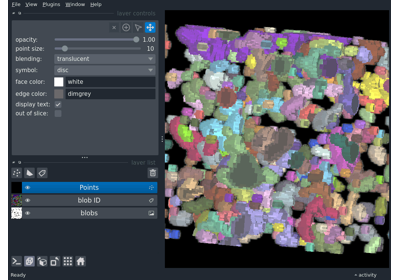 File View Plugins Window Help
layer controls
opacity: 1.00
point size: 10
blending: translucent
symbol: disc
face color: white
edge color: dimgrey
display text:
out of slice:
layer list
Points
blob ID
blobs
Ready
activity